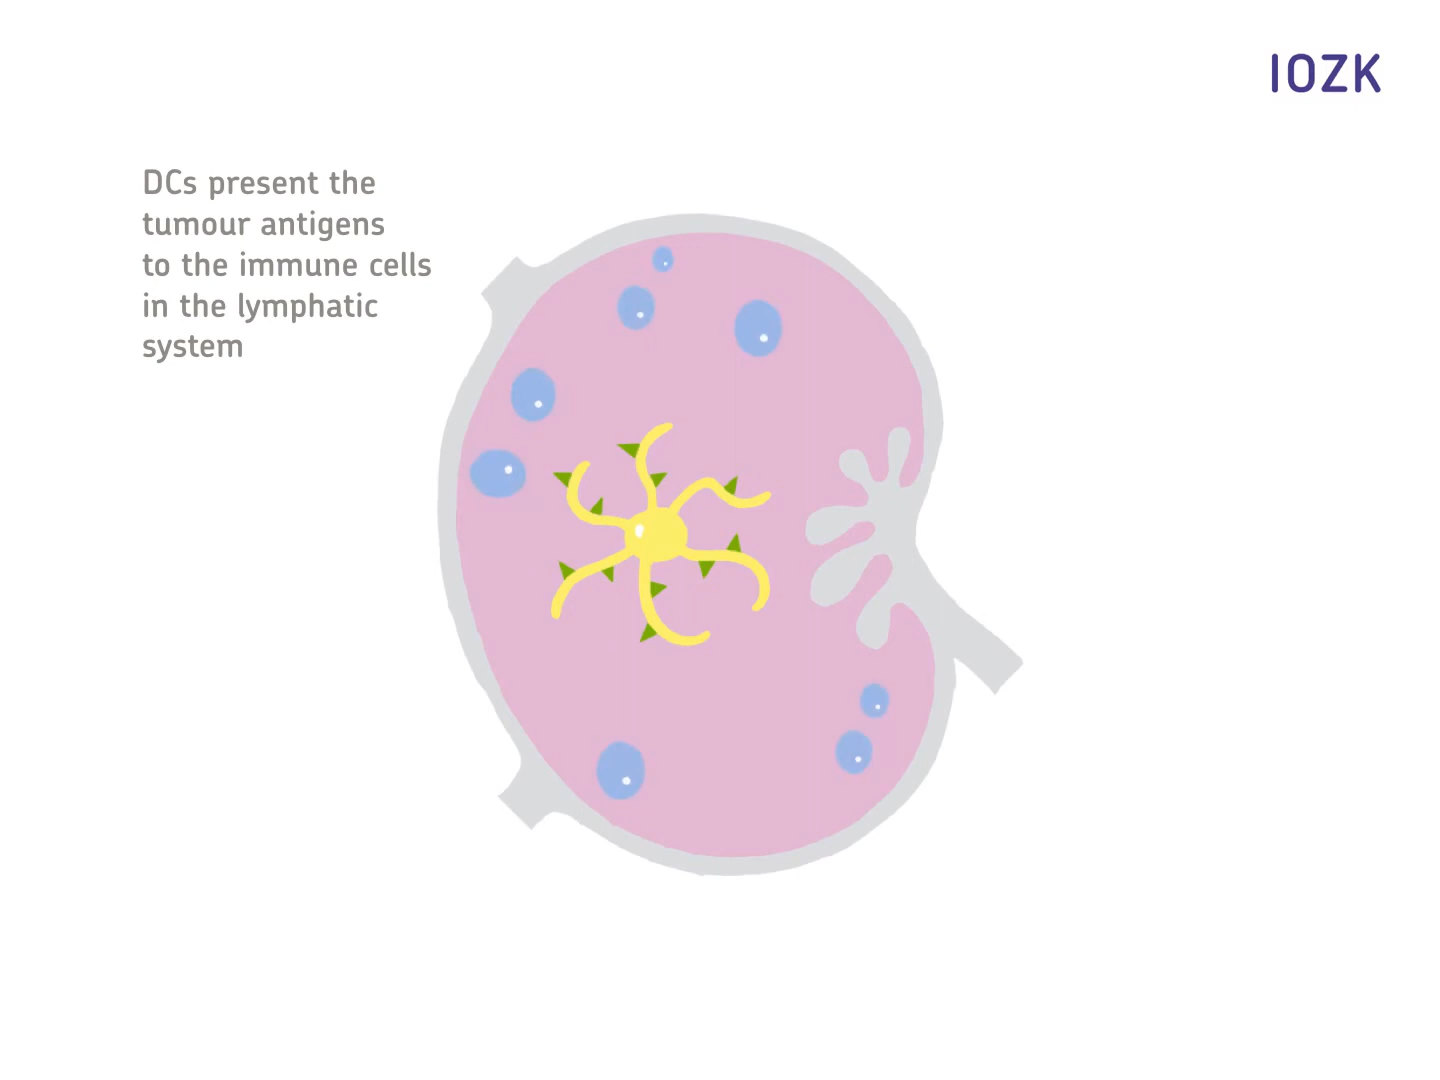 IOZK
DCs present the
tumour antigens
to the immune cells
in the lymphatic
system